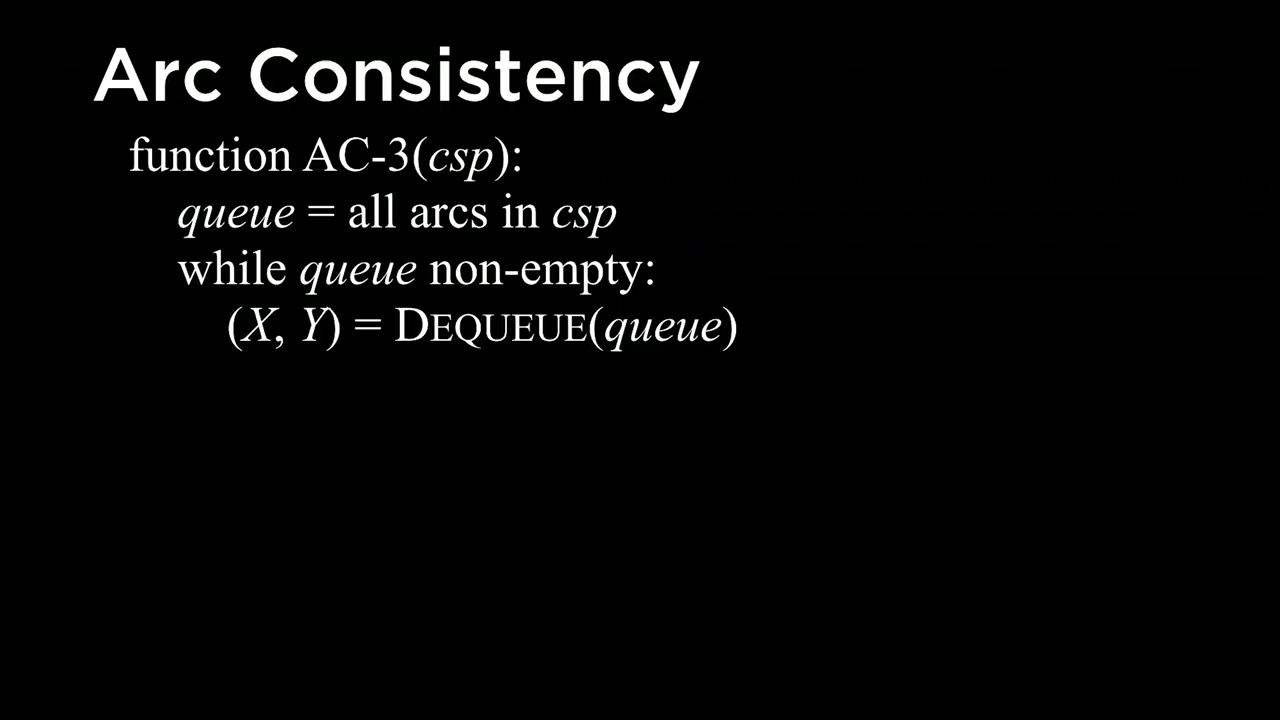 Arc Consistency
function AC-3(csp):
queue = all arcs in csp
while queue non-empty:
(X, Y) = DEQUEUE(queue)